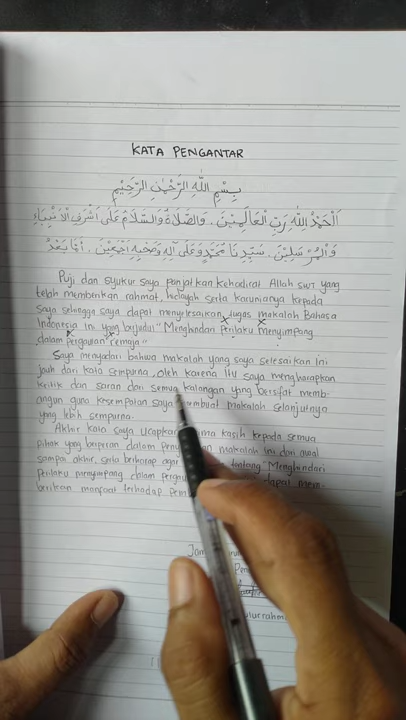 KATA PENGANTAR
بِسْمِ اللَّهِ الرَّحْمٰنِ الرَّحِيْمِ
اَلْحَمْدُ لِلَّهِ رَبِّ الْعَالَمِيْنَ . وَالصَّلَاةُ وَالسَّلَامُ عَلَى اَشْرَفِ الْاَنْبِيَاءِ
وَالْمُرْسَلِيْنَ . سَيِّدِنَا مُحَمَّدٍ وَعَلَى آلِهِ وَصَحْبِهِ اَجْمَعِيْنَ . اَمَّا بَعْدُ
Puji dan syukur saya panjatkan kehadirat Allah SWT yang
telah memberikan rahmat, hidayah serta karunianya kepada
saya sehingga saya dapat menyelesaikan tugas makalah Bahasa
Indonesia ini yang berjudul "Menghindari Perilaku Menyimpang
dalam pergaulan remaja"
Saya menyadari bahwa makalah yang saya selesaikan ini
jauh dari kata sempurna, oleh karena itu saya mengharapkan
kritik dan saran dari semua kalangan yang bersifat memb-
angun guna kesempatan saya membuat makalah selanjutnya
yang lebih sempurna.
Akhir kata saya ucapkan kasih kepada semua
pihak yang berperan dalam makalah ini dari awal
sampai akhir, serta berharap agar tentang Menghindari
perilaku menyimpang dalam dapat mem-
berikan manfaat terhadap